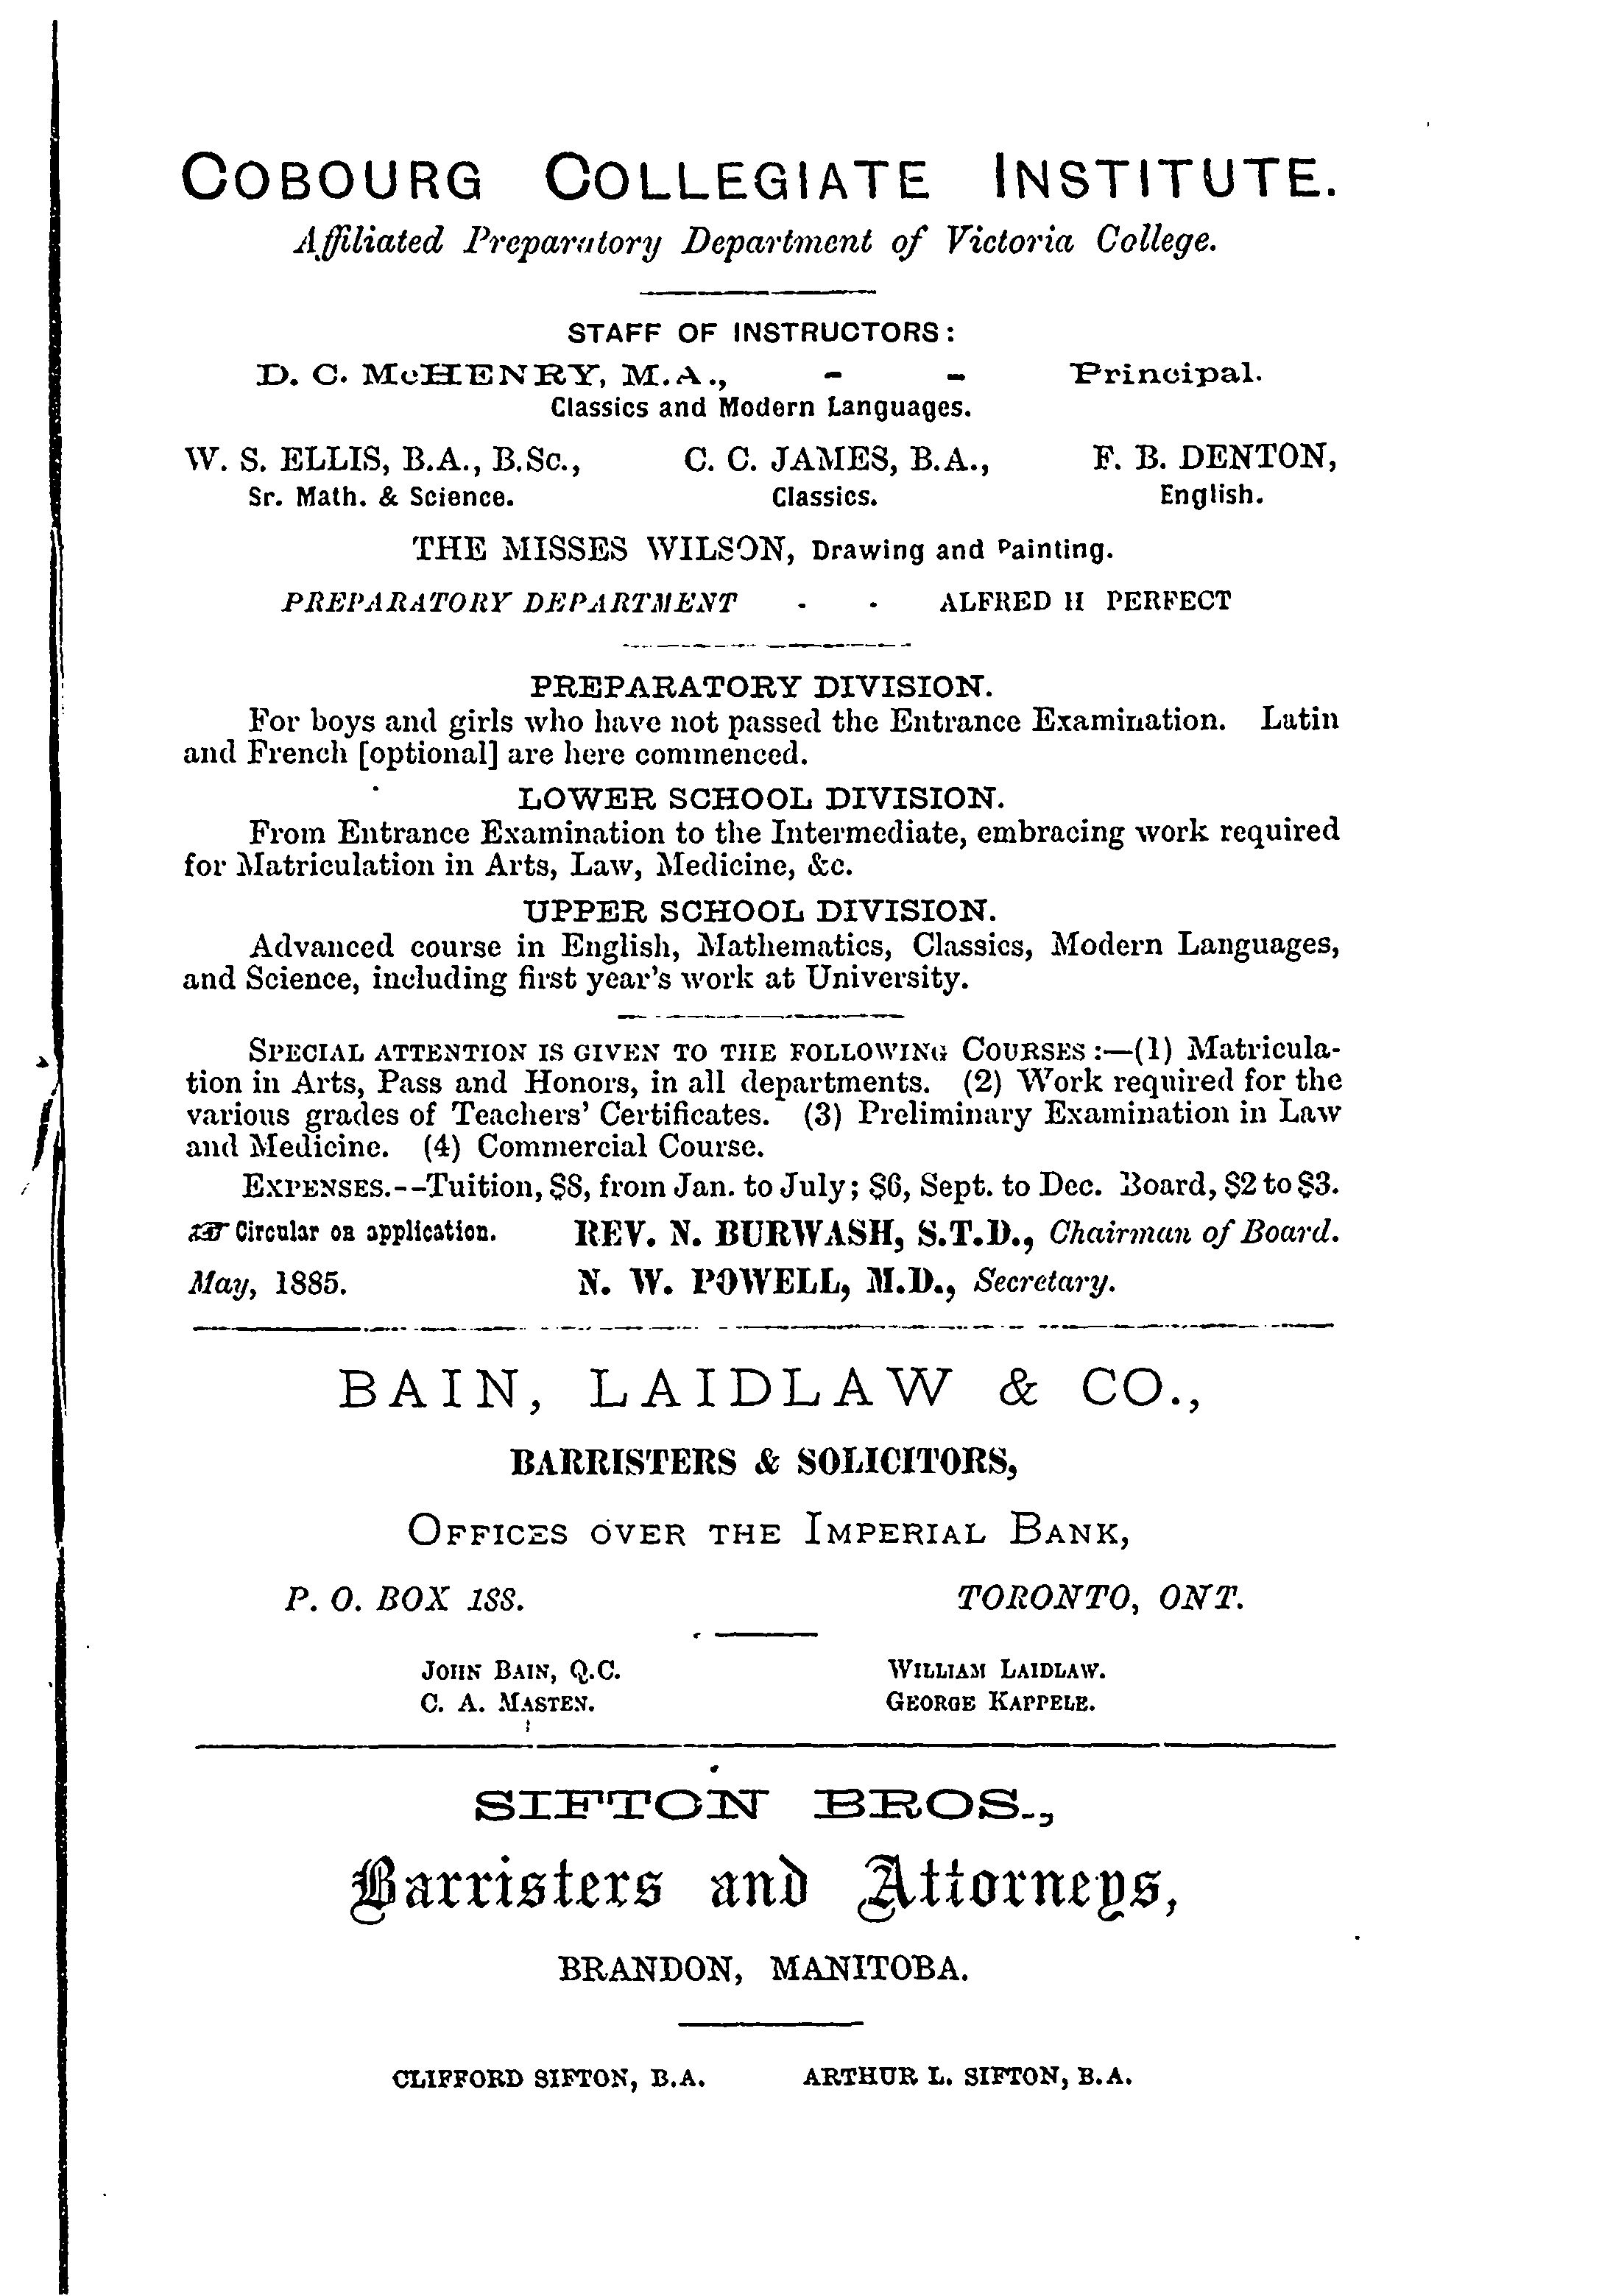 COBOURG COLLEGIATE INSTITUTE.
Affiliated Preparatory Department of Victoria College.
STAFF OF INSTRUCTORS:
D. C. McHENRY, M.A., - - Principal.
Classics and Modern Languages.
W. S. ELLIS, B.A., B.Sc., C. C. JAMES, B.A., F. B. DENTON,
Sr. Math. & Science. Classics. English.
THE MISSES WILSON, Drawing and Painting.
PREPARATORY DEPARTMENT - - ALFRED H PERFECT
PREPARATORY DIVISION.
For boys and girls who have not passed the Entrance Examination. Latin
and French [optional] are here commenced.
LOWER SCHOOL DIVISION.
From Entrance Examination to the Intermediate, embracing work required
for Matriculation in Arts, Law, Medicine, &c.
UPPER SCHOOL DIVISION.
Advanced course in English, Mathematics, Classics, Modern Languages,
and Science, including first year's work at University.
SPECIAL ATTENTION IS GIVEN TO THE FOLLOWING COURSES:—(1) Matricula-
tion in Arts, Pass and Honors, in all departments. (2) Work required for the
various grades of Teachers' Certificates. (3) Preliminary Examination in Law
and Medicine. (4) Commercial Course.
EXPENSES.--Tuition, $8, from Jan. to July; $6, Sept. to Dec. Board, $2 to $3.
☞ Circular on application. REV. N. BURWASH, S.T.D., Chairman of Board.
May, 1885. N. W. POWELL, M.D., Secretary.
BAIN, LAIDLAW & CO.,
BARRISTERS & SOLICITORS,
OFFICES OVER THE IMPERIAL BANK,
P. O. BOX 188. TORONTO, ONT.
JOHN BAIN, Q.C. WILLIAM LAIDLAW.
C. A. MASTEN. GEORGE KAPPELE.
SIFTON BROS.,
Barristers and Attorneys,
BRANDON, MANITOBA.
CLIFFORD SIFTON, B.A. ARTHUR L. SIFTON, B.A.